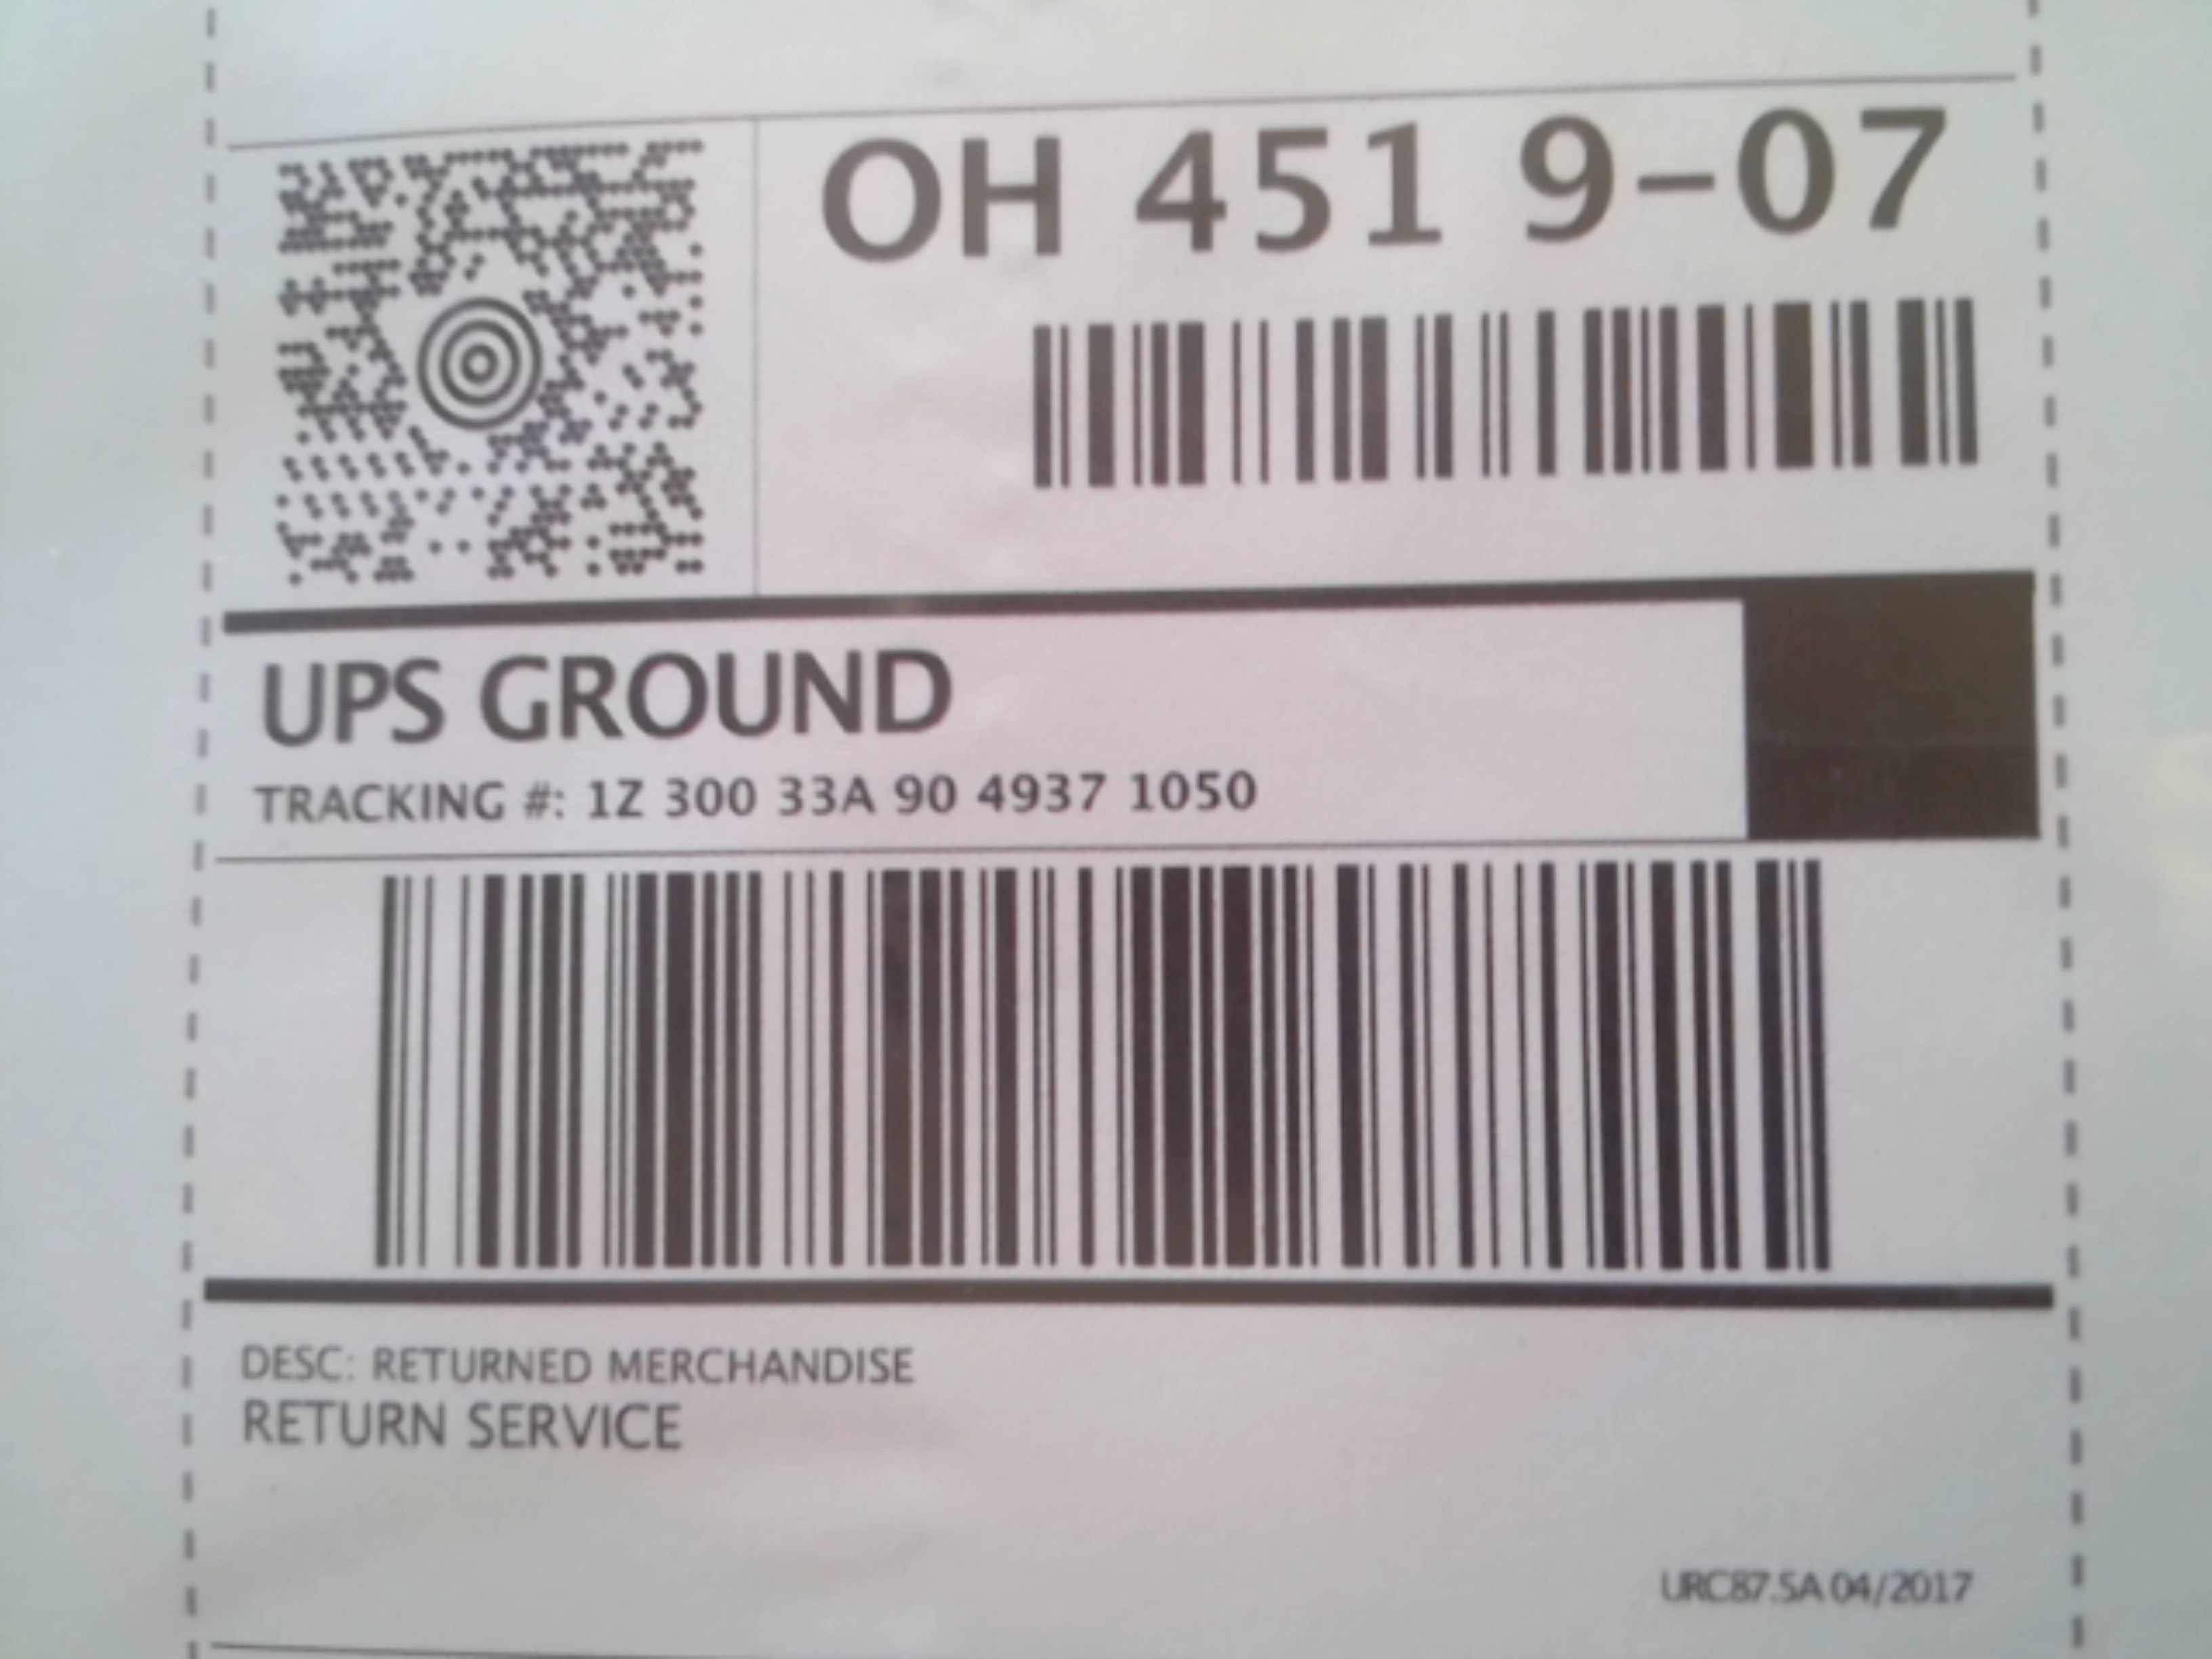 OH 451 9-07
UPS GROUND
TRACKING #: 1Z 300 33A 90 4937 1050
DESC: RETURNED MERCHANDISE
RETURN SERVICE
URC87.5A 04/2017